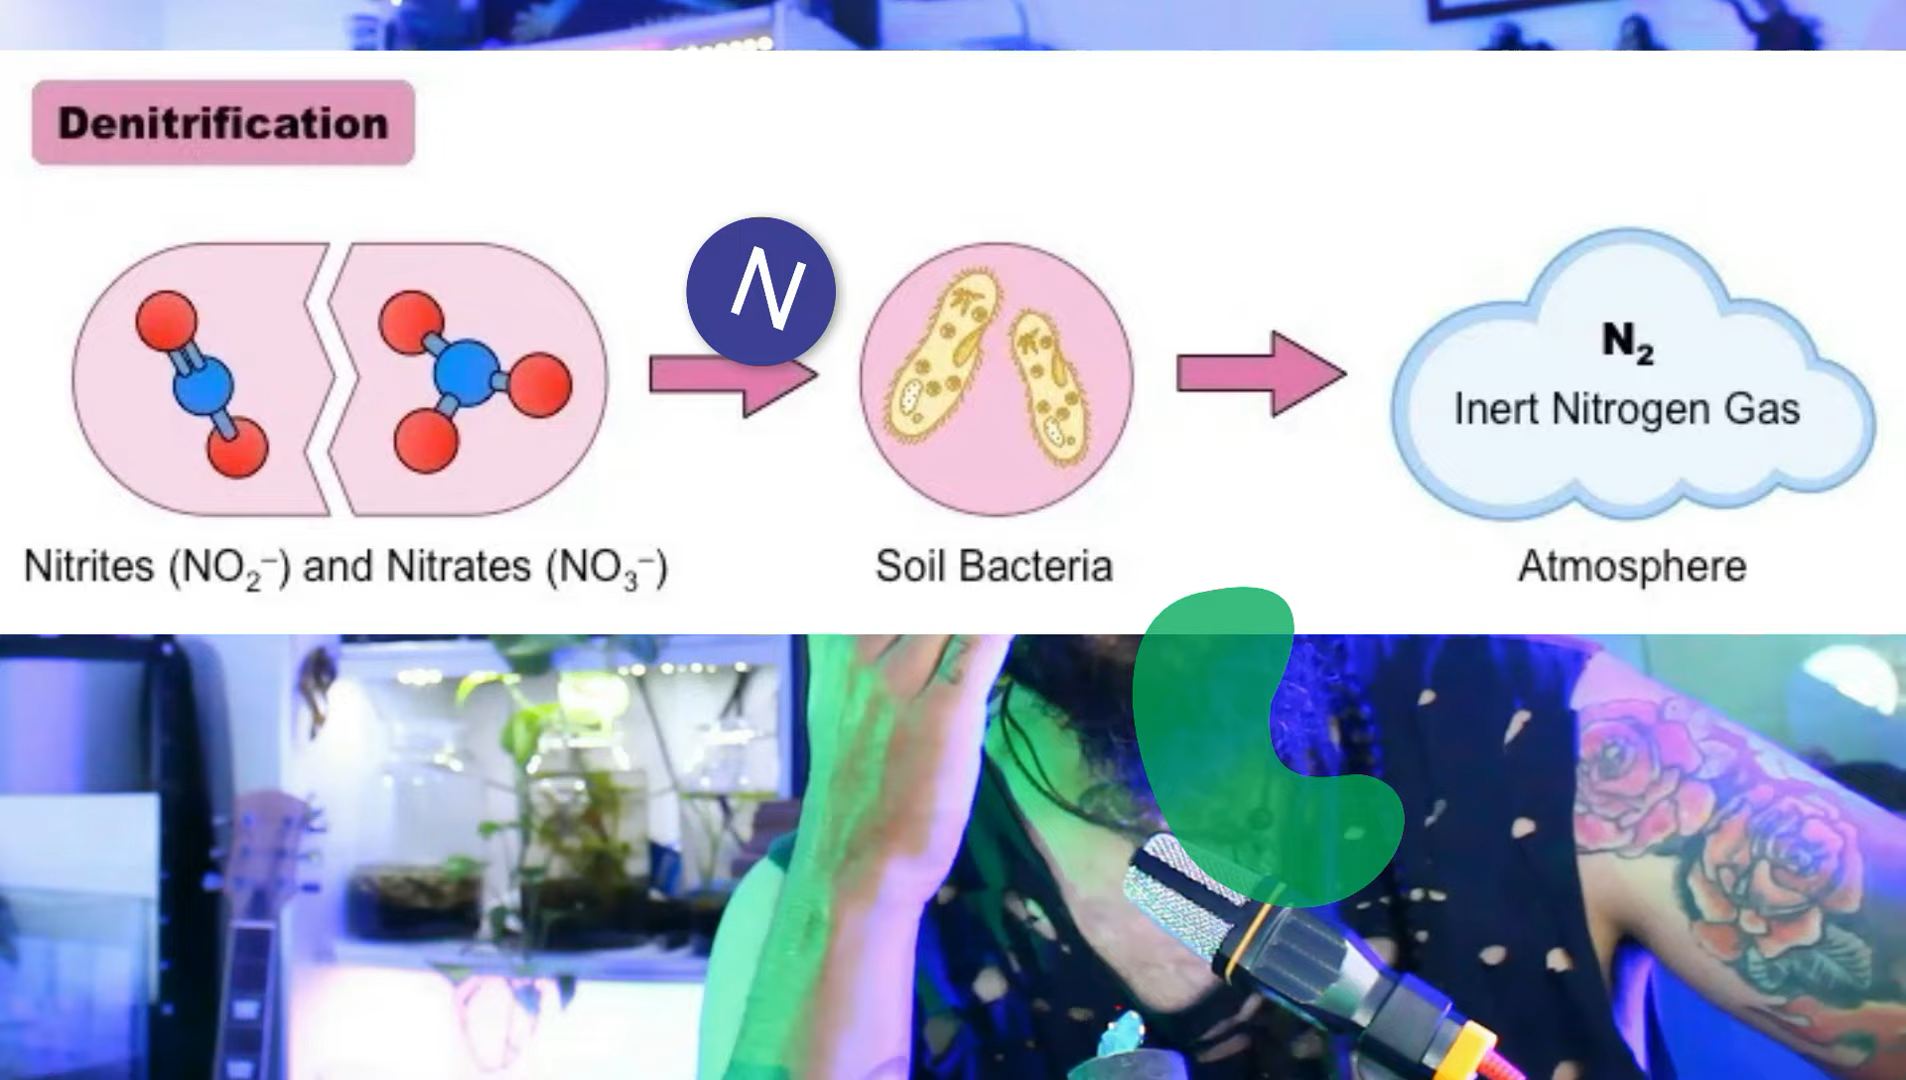 Denitrification
N
N₂
Inert Nitrogen Gas
Nitrites (NO₂⁻) and Nitrates (NO₃⁻)
Soil Bacteria
Atmosphere